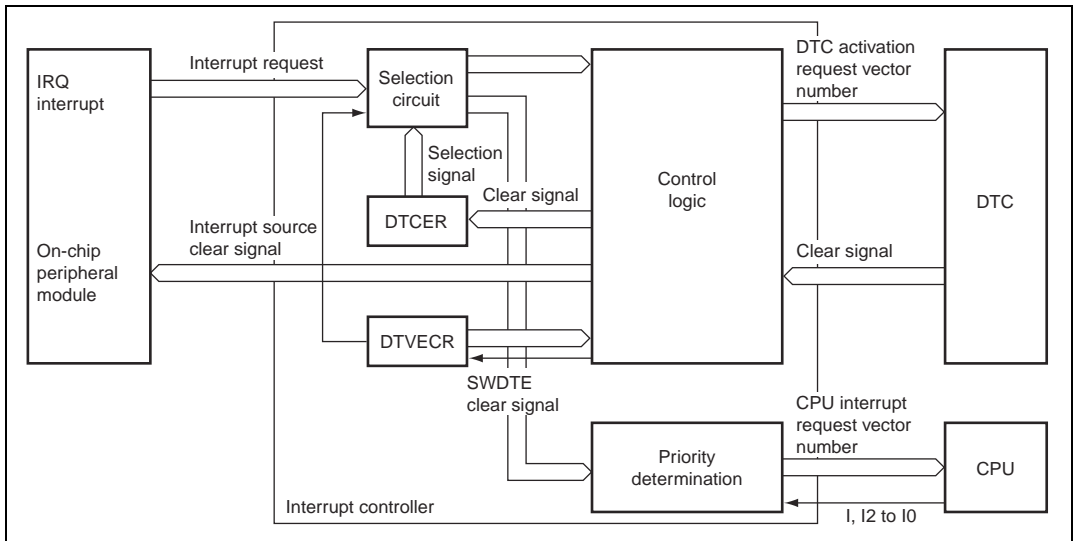 IRQ
interrupt
On-chip
peripheral
module
Interrupt request
Selection
circuit
Selection
signal
DTCER
Clear signal
Interrupt source
clear signal
DTVECR
SWDTE
clear signal
Control
logic
DTC activation
request vector
number
DTC
Clear signal
CPU interrupt
request vector
number
Priority
determination
CPU
I, I2 to I0
Interrupt controller